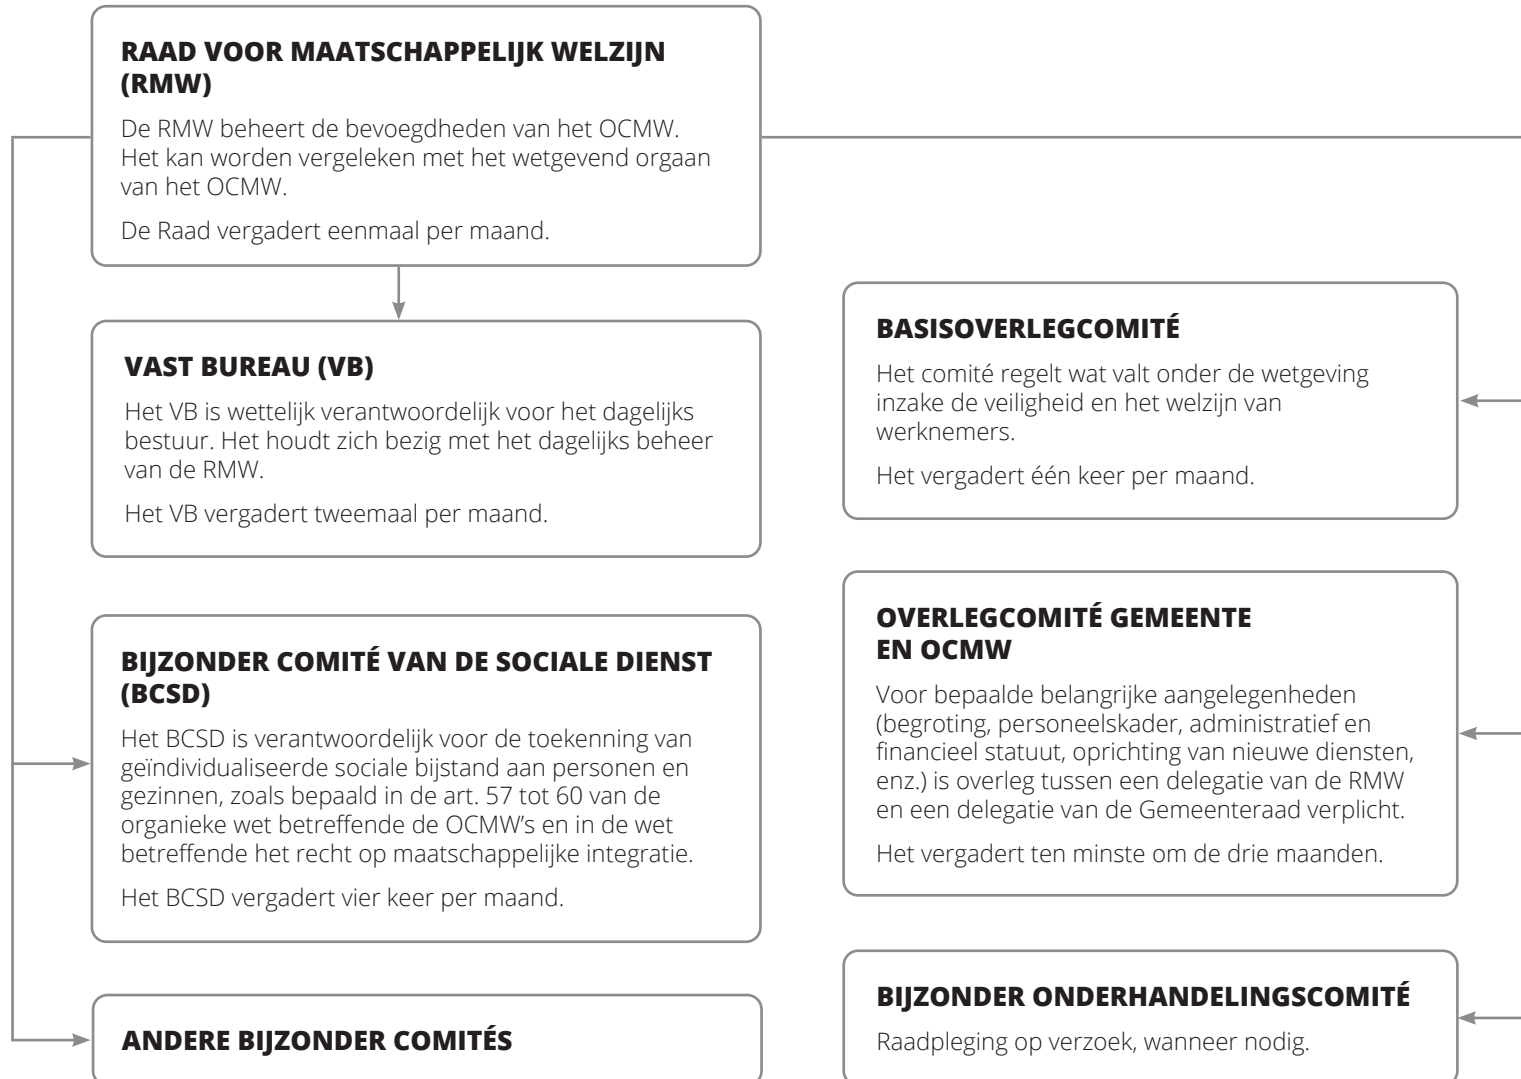 RAAD VOOR MAATSCHAPPELIJK WELZIJN
(RMW)
De RMW beheert de bevoegdheden van het OCMW.
Het kan worden vergeleken met het wetgevend orgaan
van het OCMW.
De Raad vergadert eenmaal per maand.
VAST BUREAU (VB)
Het VB is wettelijk verantwoordelijk voor het dagelijks
bestuur. Het houdt zich bezig met het dagelijks beheer
van de RMW.
Het VB vergadert tweemaal per maand.
BIJZONDER COMITÉ VAN DE SOCIALE DIENST
(BCSD)
Het BCSD is verantwoordelijk voor de toekenning van
geïndividualiseerde sociale bijstand aan personen en
gezinnen, zoals bepaald in de art. 57 tot 60 van de
organieke wet betreffende de OCMW’s en in de wet
betreffende het recht op maatschappelijke integratie.
Het BCSD vergadert vier keer per maand.
ANDERE BIJZONDER COMITÉS
BASISOVERLEGCOMITÉ
Het comité regelt wat valt onder de wetgeving
inzake de veiligheid en het welzijn van
werknemers.
Het vergadert één keer per maand.
OVERLEGCOMITÉ GEMEENTE
EN OCMW
Voor bepaalde belangrijke aangelegenheden
(begroting, personeelskader, administratief en
financieel statuut, oprichting van nieuwe diensten,
enz.) is overleg tussen een delegatie van de RMW
en een delegatie van de Gemeenteraad verplicht.
Het vergadert ten minste om de drie maanden.
BIJZONDER ONDERHANDELINGSCOMITÉ
Raadpleging op verzoek, wanneer nodig.